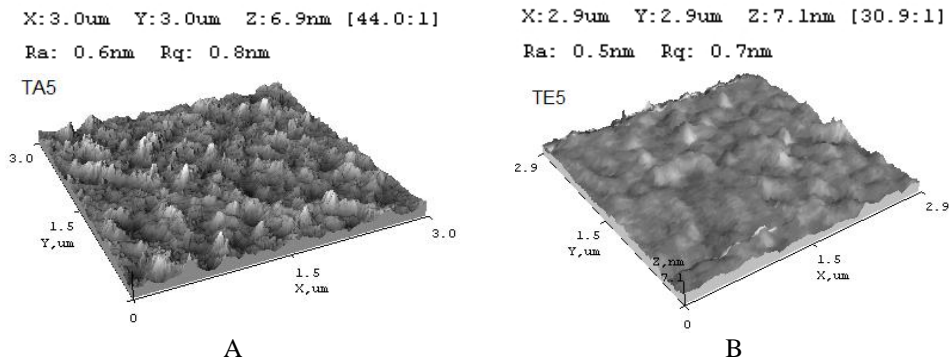 X:3.0um Y:3.0um Z:6.9nm [44.0:1]
Ra: 0.6nm Rq: 0.8nm
TA5
3.0
1.5
Y,um
0
1.5
X,um
3.0
A
X:2.9um Y:2.9um Z:7.1nm [30.9:1]
Ra: 0.5nm Rq: 0.7nm
TE5
2.9
1.5
Y,um
Z,nm
7.1
0
1.5
X,um
2.9
B